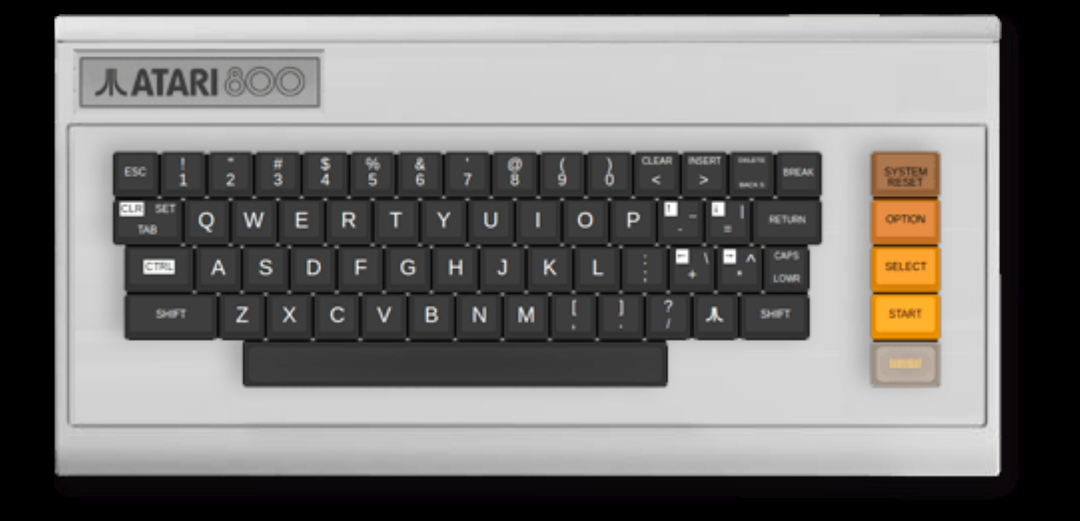 ATARI 800
ESC ! 1 " 2 # 3 $ 4 % 5 & 6 ' 7 @ 8 ( 9 ) 0 CLEAR < INSERT > DELETE BACK S BREAK SYSTEM RESET
CLR SET TAB Q W E R T Y U I O P ↑ _ - ↓ | = RETURN OPTION
CTRL A S D F G H J K L : ; ← \ + → ^ * CAPS LOWR SELECT
SHIFT Z X C V B N M [ , ] . ? / SHIFT START